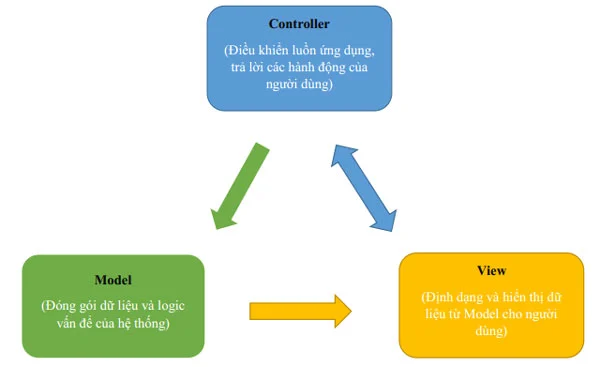 Controller
(Điều khiển luồn ứng dụng,
trả lời các hành động của
người dùng)
Model
(Đóng gói dữ liệu và logic
vấn đề của hệ thống)
View
(Định dạng và hiển thị dữ
liệu từ Model cho người
dùng)